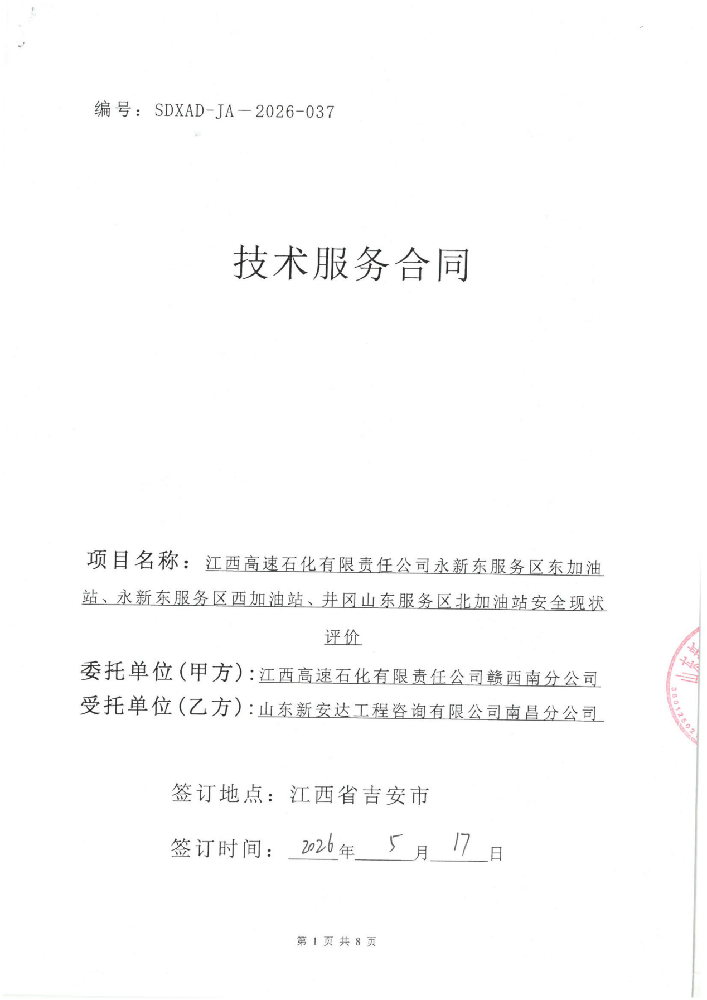 编号：SDXAD-JA－2026-037
技术服务合同
项目名称：江西高速石化有限责任公司永新东服务区东加油
站、永新东服务区西加油站、井冈山东服务区北加油站安全现状
评价
委托单位(甲方):江西高速石化有限责任公司赣西南分公司
受托单位(乙方):山东新安达工程咨询有限公司南昌分公司
山东
36012502
签订地点：江西省吉安市
签订时间：2026年5月17日
第 1 页 共 8 页